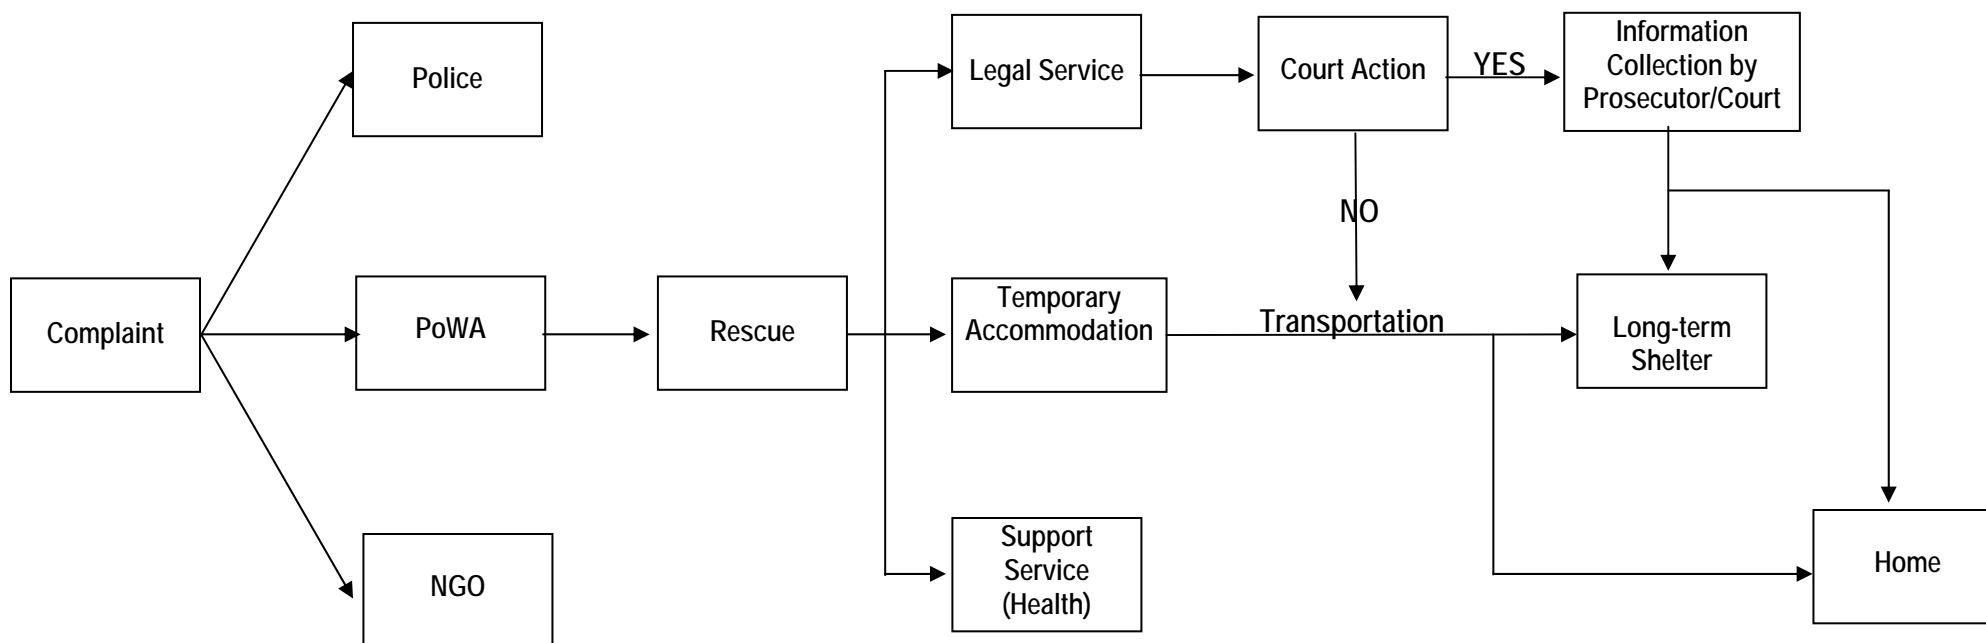 Police
Legal Service
Court Action
YES
Information
Collection by
Prosecutor/Court
NO
Complaint
PoWA
Rescue
Temporary
Accommodation
Transportation
Long-term
Shelter
NGO
Support
Service
(Health)
Home